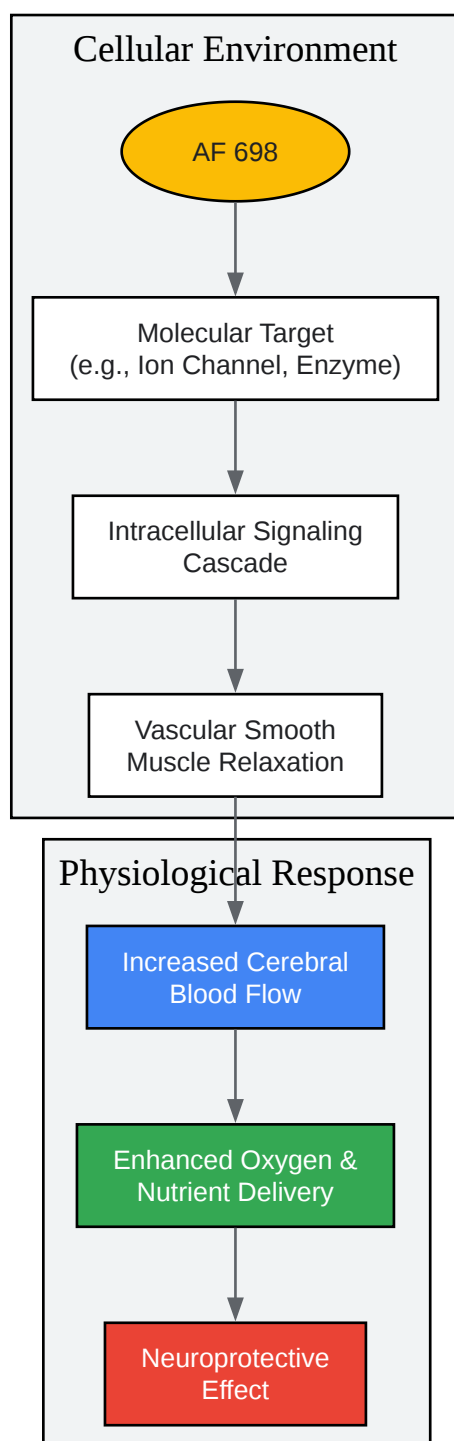 Cellular Environment
AF 698
Molecular Target
(e.g., Ion Channel, Enzyme)
Intracellular Signaling
Cascade
Vascular Smooth
Muscle Relaxation
Physiological Response
Increased Cerebral
Blood Flow
Enhanced Oxygen &
Nutrient Delivery
Neuroprotective
Effect